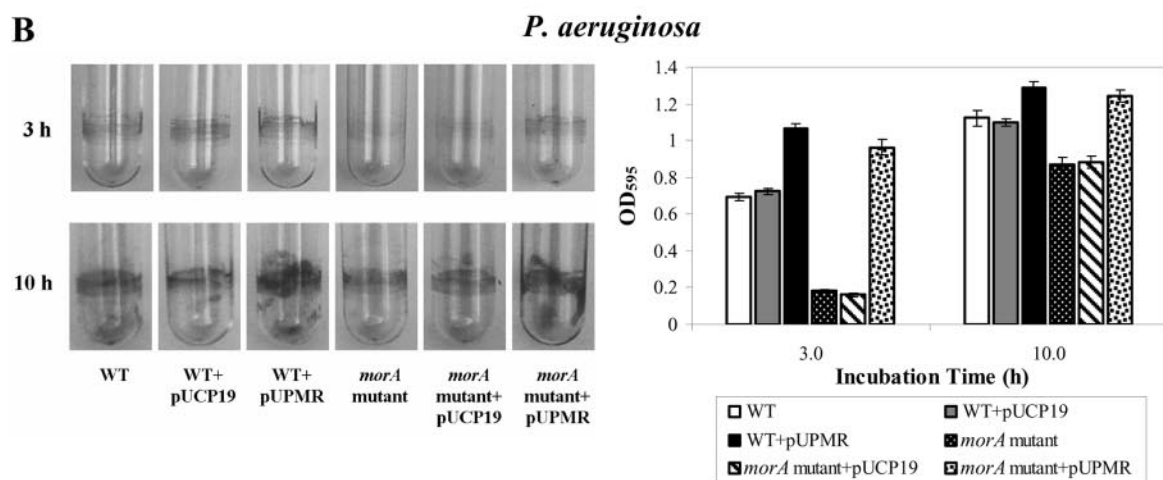 B
P. aeruginosa
3 h
10 h
WT
WT+
pUCP19
WT+
pUPMR
morA
mutant
morA
mutant+
pUCP19
morA
mutant+
pUPMR
OD595
1.4
1.2
1
0.8
0.6
0.4
0.2
0
3.0
10.0
Incubation Time (h)
WT
WT+pUCP19
WT+pUPMR
morA mutant
morA mutant+pUCP19
morA mutant+pUPMR